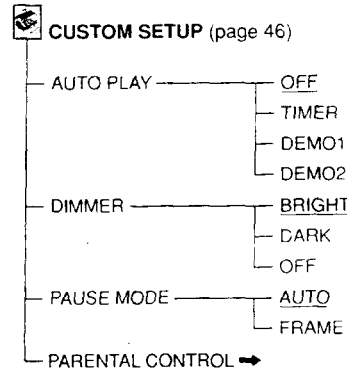 CUSTOM SETUP (page 46)
AUTO PLAY OFF
TIMER
DEMO1
DEMO2
DIMMER BRIGHT
DARK
OFF
PAUSE MODE AUTO
FRAME
PARENTAL CONTROL ➡